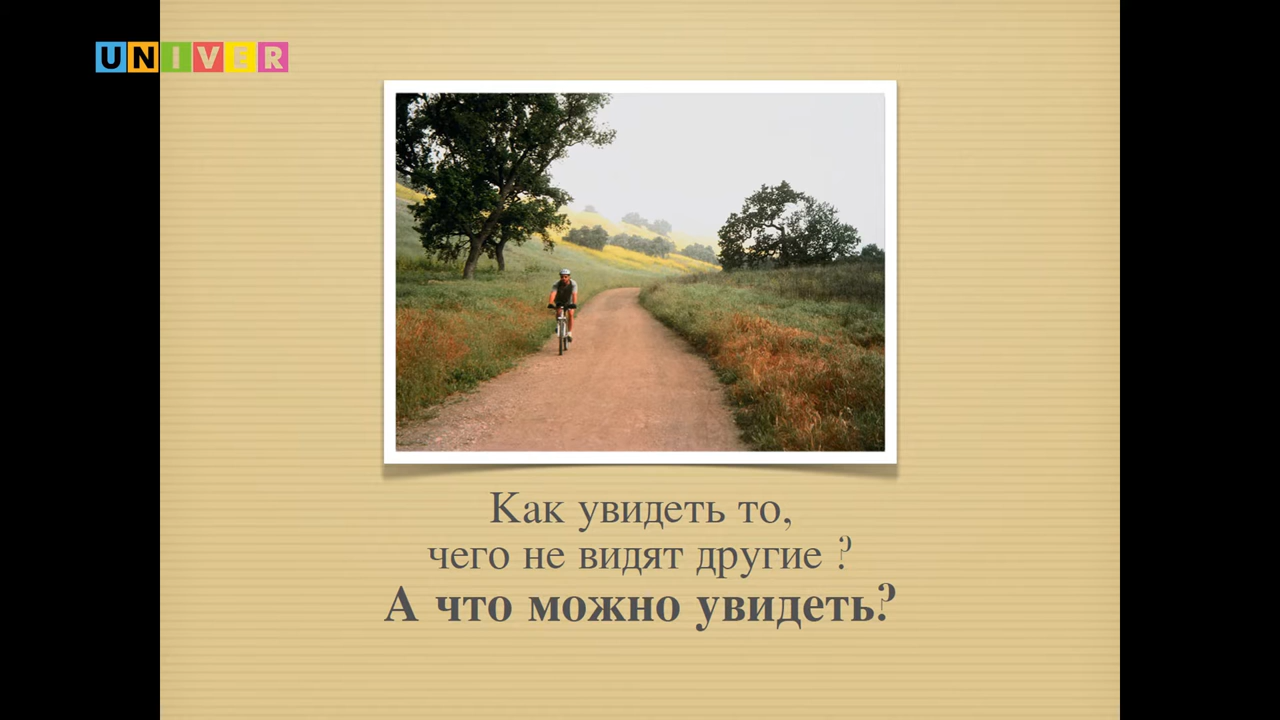 UNIVER
Как увидеть то,
чего не видят другие ?
А что можно увидеть?